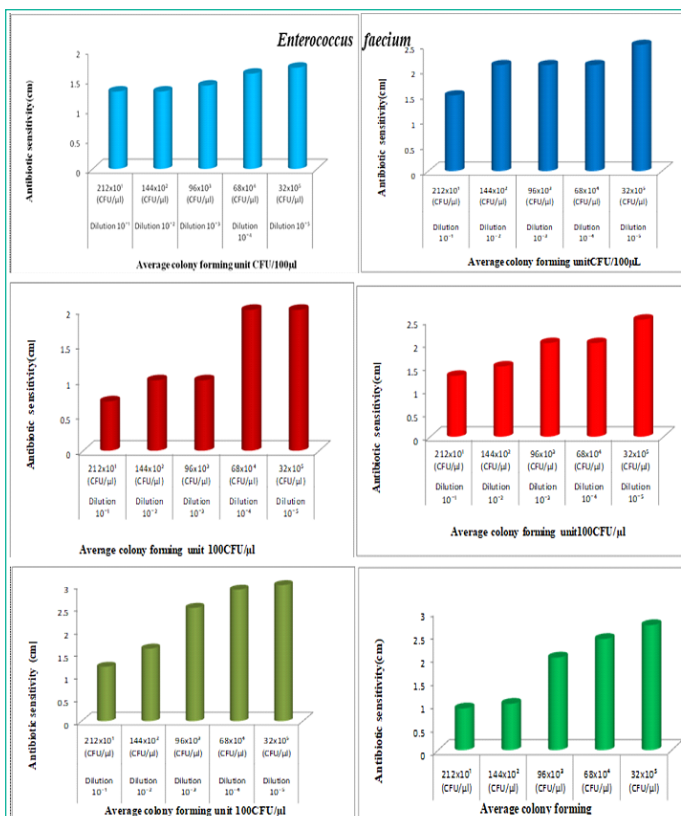 Enterococcus faecium
Antibiotic sensitivity(cm)
2
1.5
1
0.5
0
212x10¹ 144x10² 96x10³ 68x10⁴ 32x10⁵
(CFU/µl) (CFU/µl) (CFU/µl) (CFU/µl) (CFU/µl)
Dilution 10⁻¹ Dilution 10⁻² Dilution 10⁻³ Dilution Dilution 10⁻⁵
Average colony forming unit CFU/100µl
Antibiotic sensitivity(cm]
2.5
2
1.5
1
0.5
0
212x10¹ 144x10² 96x10³ 68x10⁴ 32x10⁵
(CFU/µl) (CFU/µl) (CFU/µl) (CFU/µl) (CFU/µl)
Dilution Dilution Dilution Dilution Dilution
10⁻¹ 10⁻² 10⁻³ 10⁻⁴ 10⁻⁵
Average colony forming unitCFU/100µL
Antibiotic sensitivity(cm]
2
1.5
1
0.5
0
212x10¹ 144x10² 96x10³ 68x10⁴ 32x10⁵
(CFU/µl) (CFU/µl) (CFU/µl) (CFU/µl) (CFU/µl)
Dilution Dilution Dilution Dilution Dilution
10⁻¹ 10⁻² 10⁻³ 10⁻⁴ 10⁻⁵
Average colony forming unit 100CFU/µl
Antibiotic sensitivity(cm]
2.5
2
1.5
1
0.5
0
212x10¹ 144x10² 96x10³ 68x10⁴ 32x10⁵
(CFU/µl) (CFU/µl) (CFU/µl) (CFU/µl) (CFU/µl)
Dilution Dilution Dilution Dilution Dilution
10⁻¹ 10⁻² 10⁻³ 10⁻⁴ 10⁻⁵
Average colony forming unit100CFU/µl
Antibiotic sensitivity (cm]
3
2.5
2
1.5
1
0.5
0
212x10¹ 144x10² 96x10³ 68x10⁴ 32x10⁵
(CFU/µl) (CFU/µl) (CFU/µl) (CFU/µl) (CFU/µl)
Dilution Dilution Dilution Dilution Dilution
10⁻¹ 10⁻² 10⁻³ 10⁻⁴ 10⁻⁵
Average colony forming unit 100CFU/µl
Antibiotic sensitivity(cm)
3
2.5
2
1.5
1
0.5
0
212x10¹ 144x10² 96x10³ 68x10⁴ 32x10⁵
(CFU/µl) (CFU/µl) (CFU/µl) (CFU/µl) (CFU/µl)
Average colony forming